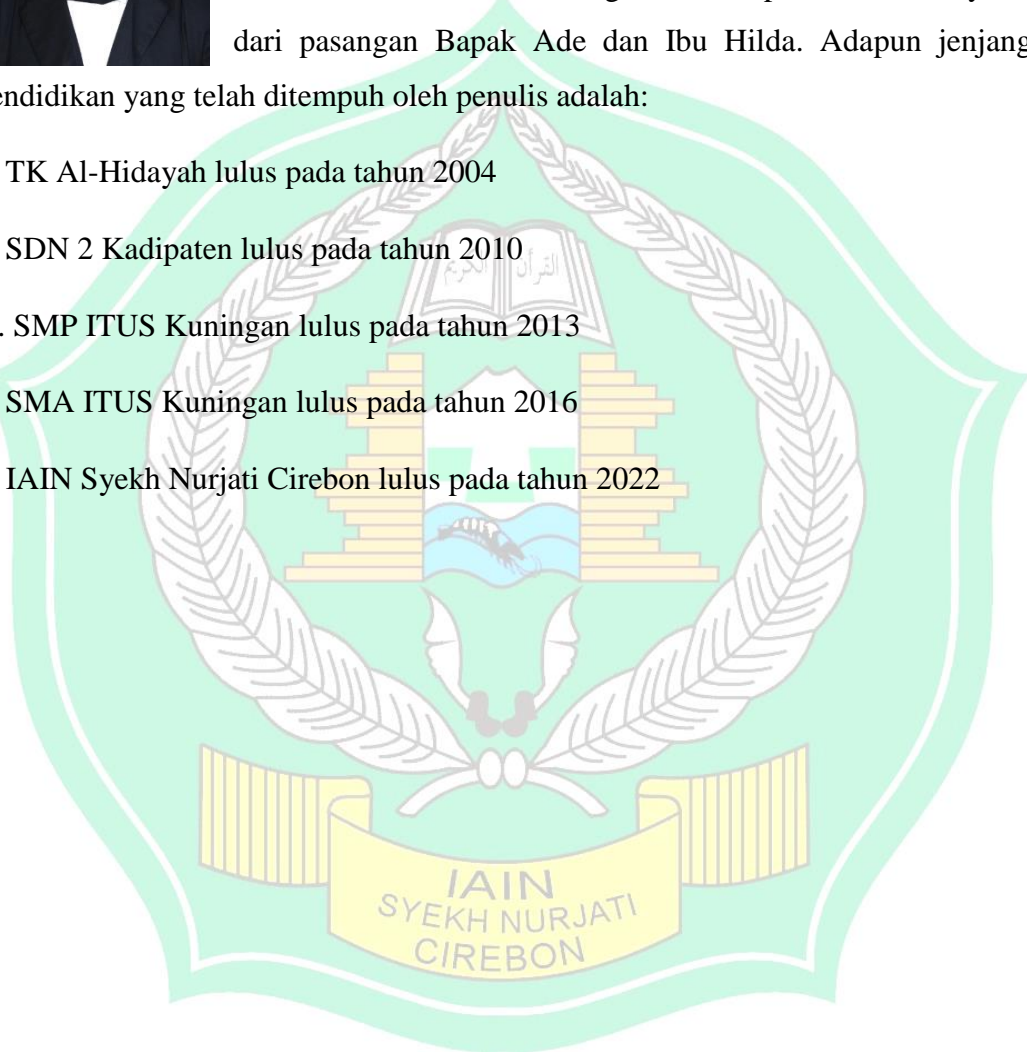 dari pasangan Bapak Ade dan Ibu Hilda. Adapun jenjang
endidikan yang telah ditempuh oleh penulis adalah:
TK Al-Hidayah lulus pada tahun 2004
SDN 2 Kadipaten lulus pada tahun 2010
القرآن الكريم
. SMP ITUS Kuningan lulus pada tahun 2013
SMA ITUS Kuningan lulus pada tahun 2016
IAIN Syekh Nurjati Cirebon lulus pada tahun 2022
IAIN
SYEKH NURJATI
CIREBON